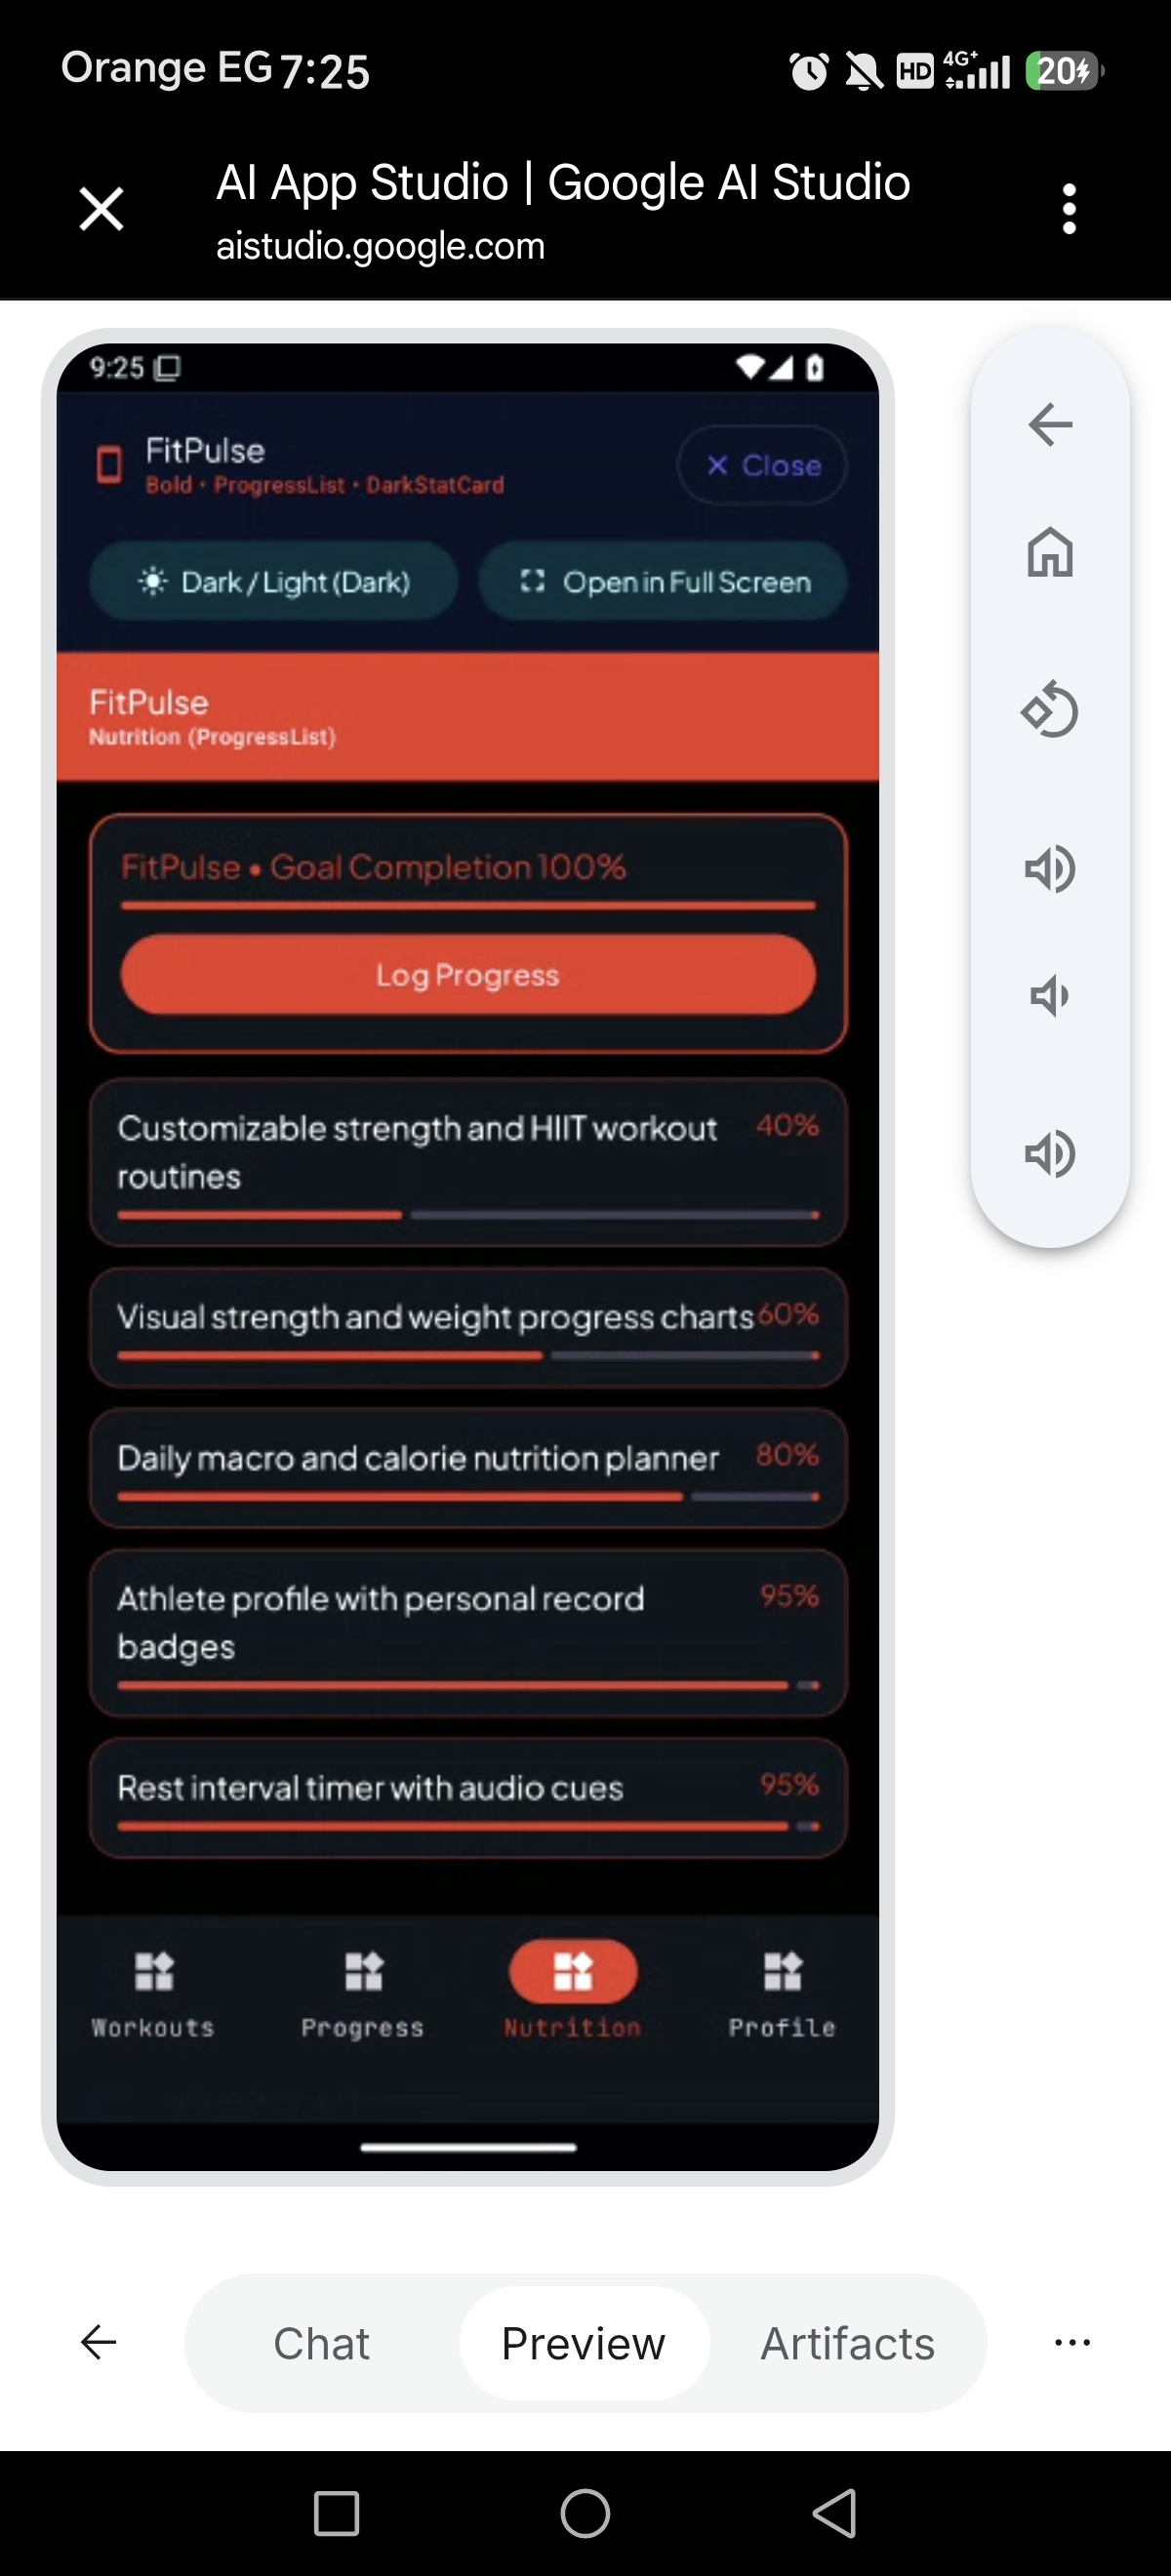 Orange EG 7:25
HD 4G+ 20
AI App Studio | Google AI Studio
aistudio.google.com
9:25
FitPulse
Bold • ProgressList • DarkStatCard
Close
Dark / Light (Dark)
Open in Full Screen
FitPulse
Nutrition (ProgressList)
FitPulse • Goal Completion 100%
Log Progress
Customizable strength and HIIT workout 40%
routines
Visual strength and weight progress charts 60%
Daily macro and calorie nutrition planner 80%
Athlete profile with personal record 95%
badges
Rest interval timer with audio cues 95%
Workouts Progress Nutrition Profile
Chat Preview Artifacts